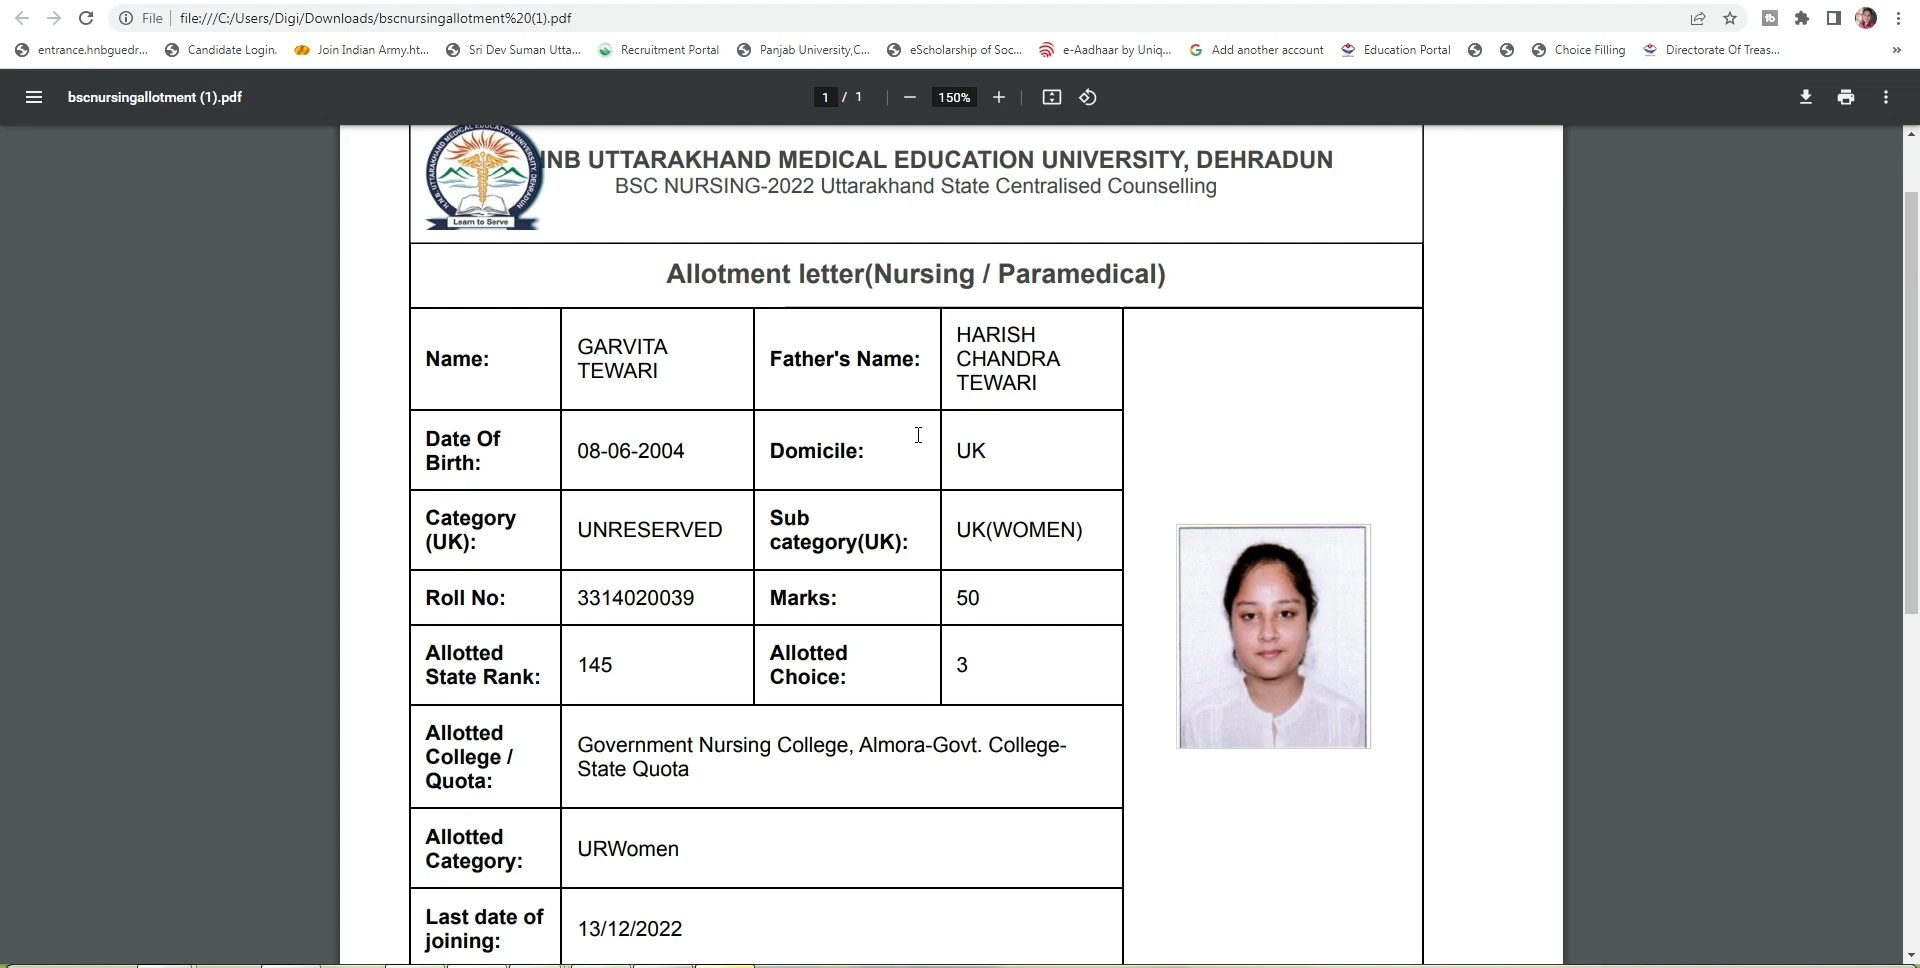 File
file:///C:/Users/Digi/Downloads/bscnursingallotment%20(1).pdf
entrance.hnbguedr...
Candidate Login.
Join Indian Army.ht...
Sri Dev Suman Utta...
Recruitment Portal
Panjab University,C...
eScholarship of Soc...
e-Aadhaar by Uniq...
Add another account
Education Portal
Choice Filling
Directorate Of Treas...
»
bscnursingallotment (1).pdf
1 / 1
150%
H.N.B. UTTARAKHAND MEDICAL EDUCATION UNIVERSITY, DEHRADUN
Learn to Serve
NB UTTARAKHAND MEDICAL EDUCATION UNIVERSITY, DEHRADUN
BSC NURSING-2022 Uttarakhand State Centralised Counselling
Allotment letter(Nursing / Paramedical)
Name:
GARVITA
TEWARI
Father's Name:
HARISH
CHANDRA
TEWARI
Date Of
Birth:
08-06-2004
Domicile:
UK
Category
(UK):
UNRESERVED
Sub
category(UK):
UK(WOMEN)
Roll No:
3314020039
Marks:
50
Allotted
State Rank:
145
Allotted
Choice:
3
Allotted
College /
Quota:
Government Nursing College, Almora-Govt. College-
State Quota
Allotted
Category:
URWomen
Last date of
joining:
13/12/2022